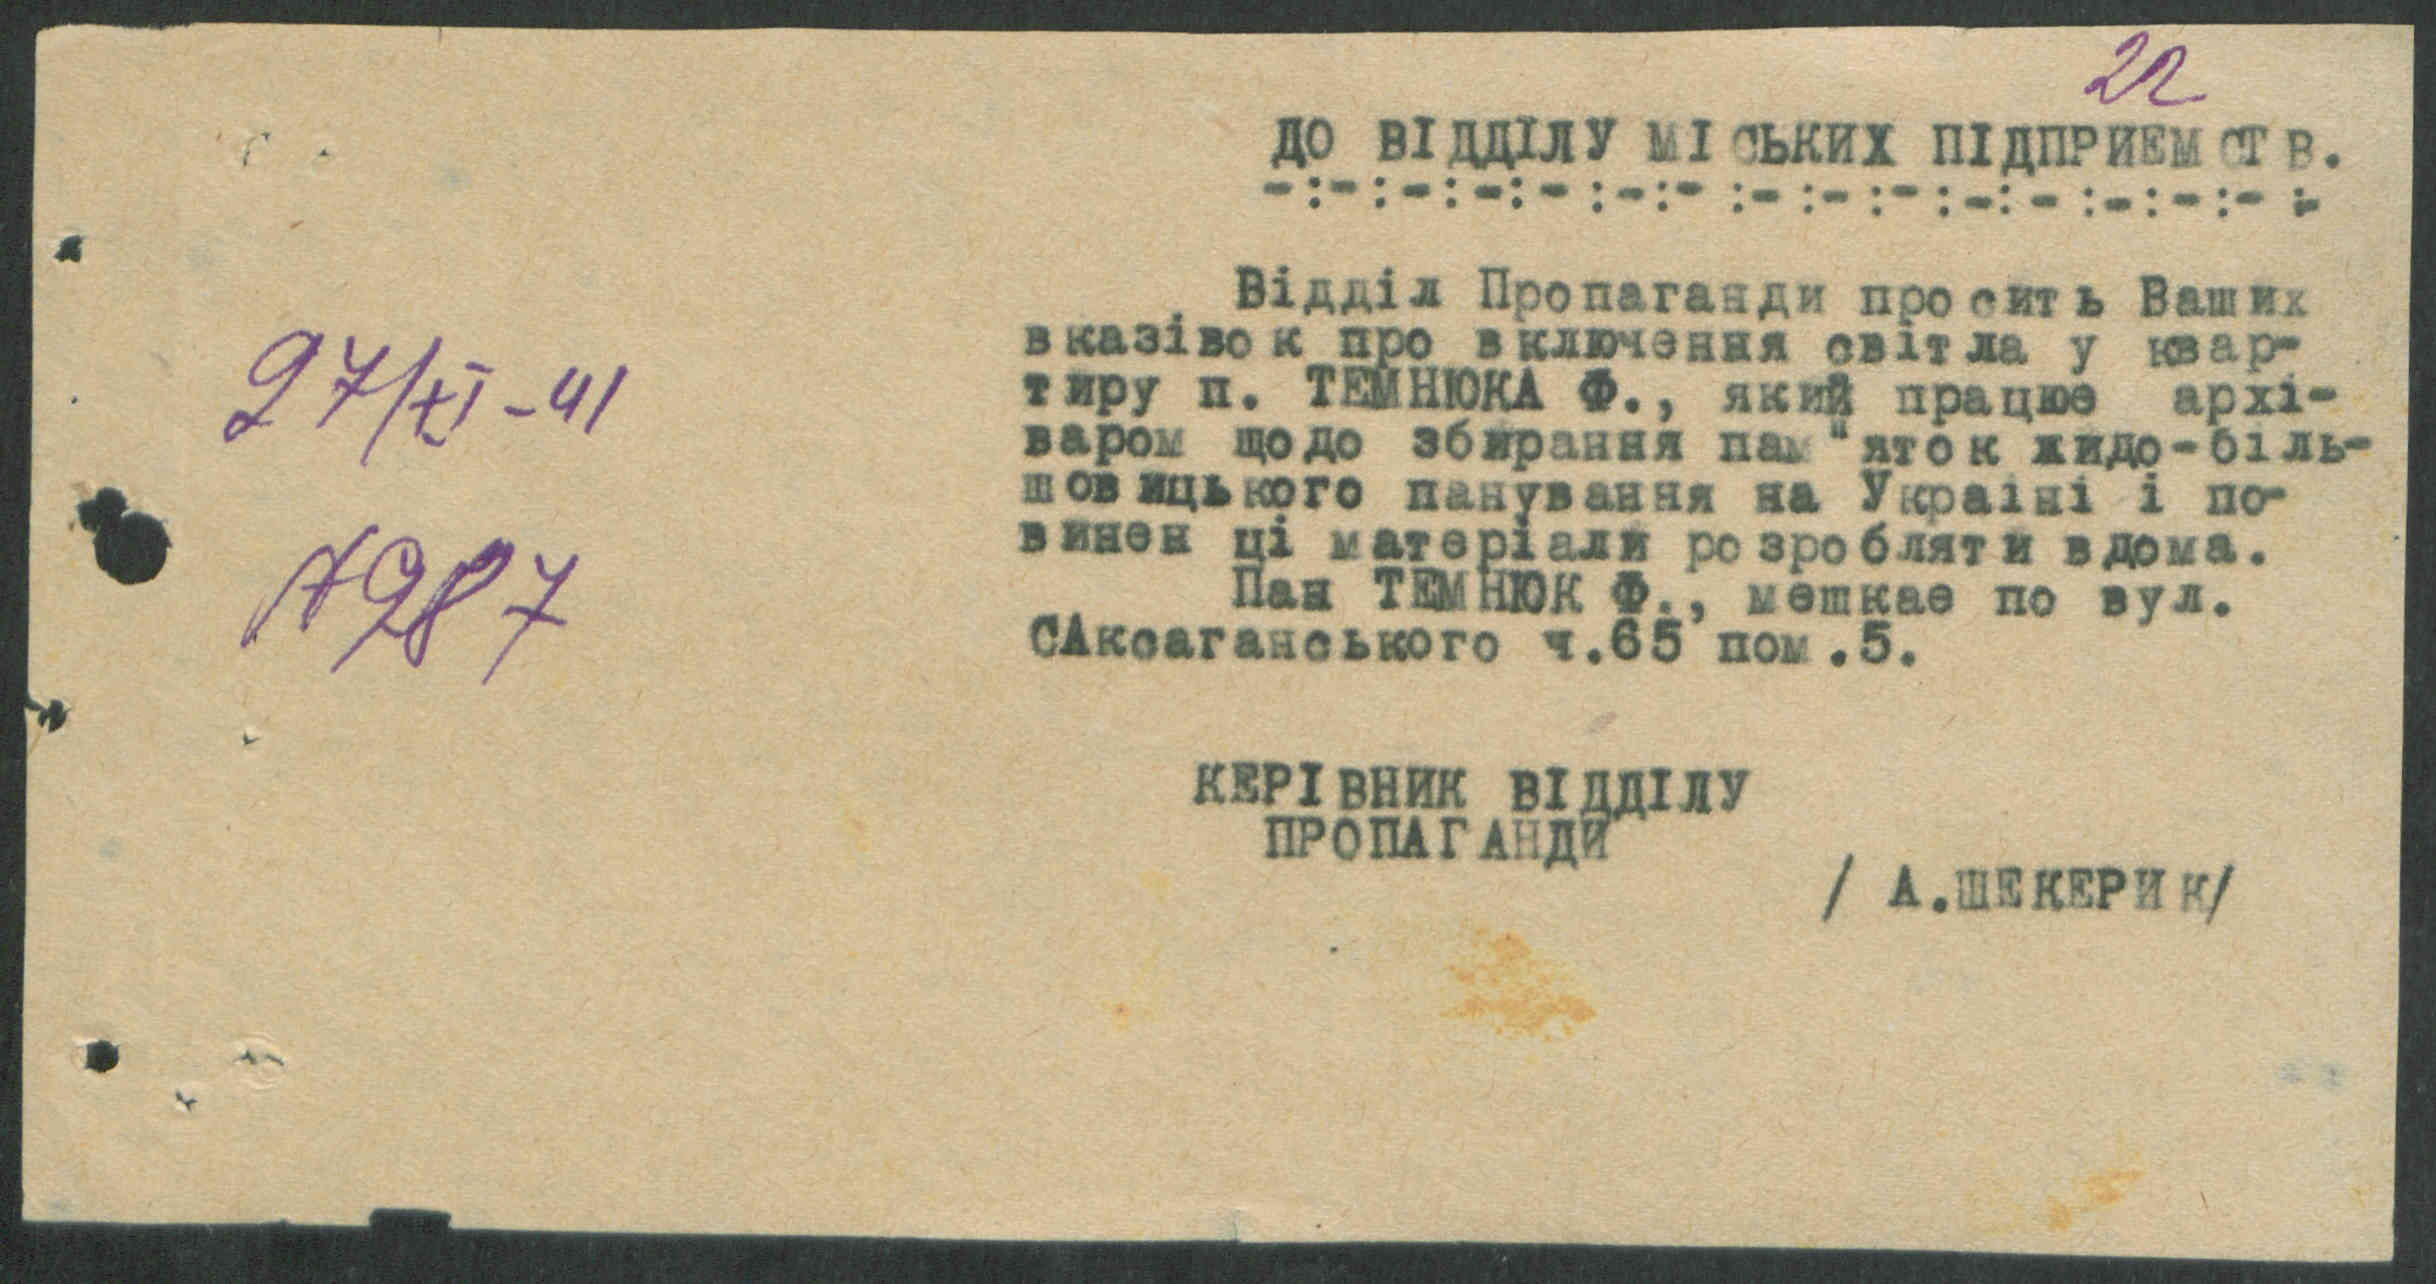 22
ДО ВІДДІЛУ МІСЬКИХ ПІДПРИЕМСТВ.
-:-:-:-:-:-:-:-:-:-:-:-:-:-:-:-
Відділ Пропаганди просить Ваших
вказівок про включення світла у квар-
тиру п. ТЕМНЮКА Ф., який працює архі-
варом щодо збирання пам"яток жидо-біль-
шовицького панування на Україні і по-
винен ці матеріали розробляти вдома.
Пан ТЕМНЮК Ф., мешкає по вул.
САксаганського ч.65 пом.5.
27/XI-41
№287
КЕРІВНИК ВІДДІЛУ
ПРОПАГАНДИ
/ А.ШЕКЕРИК/